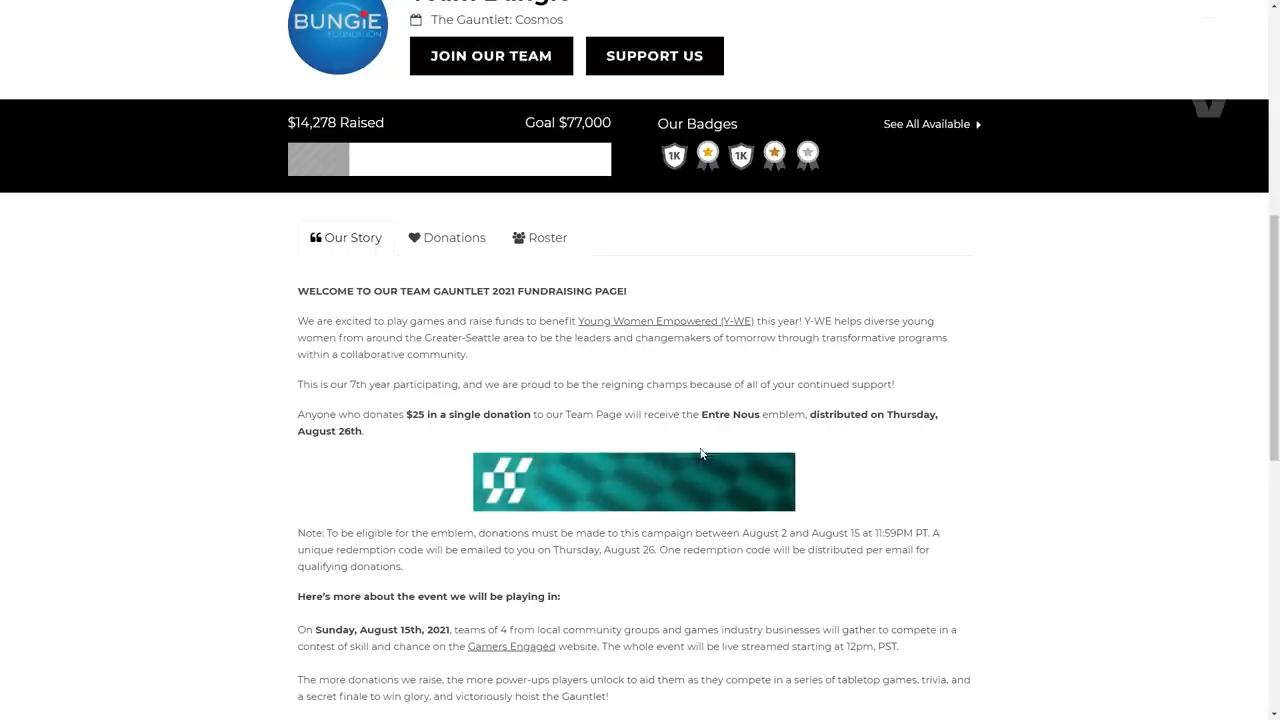 BUNGiE
FOUNDATION
The Gauntlet: Cosmos
JOIN OUR TEAM
SUPPORT US
$14,278 Raised
Goal $77,000
Our Badges
See All Available
1K
1K
Our Story
Donations
Roster
WELCOME TO OUR TEAM GAUNTLET 2021 FUNDRAISING PAGE!
We are excited to play games and raise funds to benefit Young Women Empowered (Y-WE) this year! Y-WE helps diverse young
women from around the Greater-Seattle area to be the leaders and changemakers of tomorrow through transformative programs
within a collaborative community.
This is our 7th year participating, and we are proud to be the reigning champs because of all of your continued support!
Anyone who donates $25 in a single donation to our Team Page will receive the Entre Nous emblem, distributed on Thursday,
August 26th.
Note: To be eligible for the emblem, donations must be made to this campaign between August 2 and August 15 at 11:59PM PT. A
unique redemption code will be emailed to you on Thursday, August 26. One redemption code will be distributed per email for
qualifying donations.
Here's more about the event we will be playing in:
On Sunday, August 15th, 2021, teams of 4 from local community groups and games industry businesses will gather to compete in a
contest of skill and chance on the Gamers Engaged website. The whole event will be live streamed starting at 12pm, PST.
The more donations we raise, the more power-ups players unlock to aid them as they compete in a series of tabletop games, trivia, and
a secret finale to win glory, and victoriously hoist the Gauntlet!